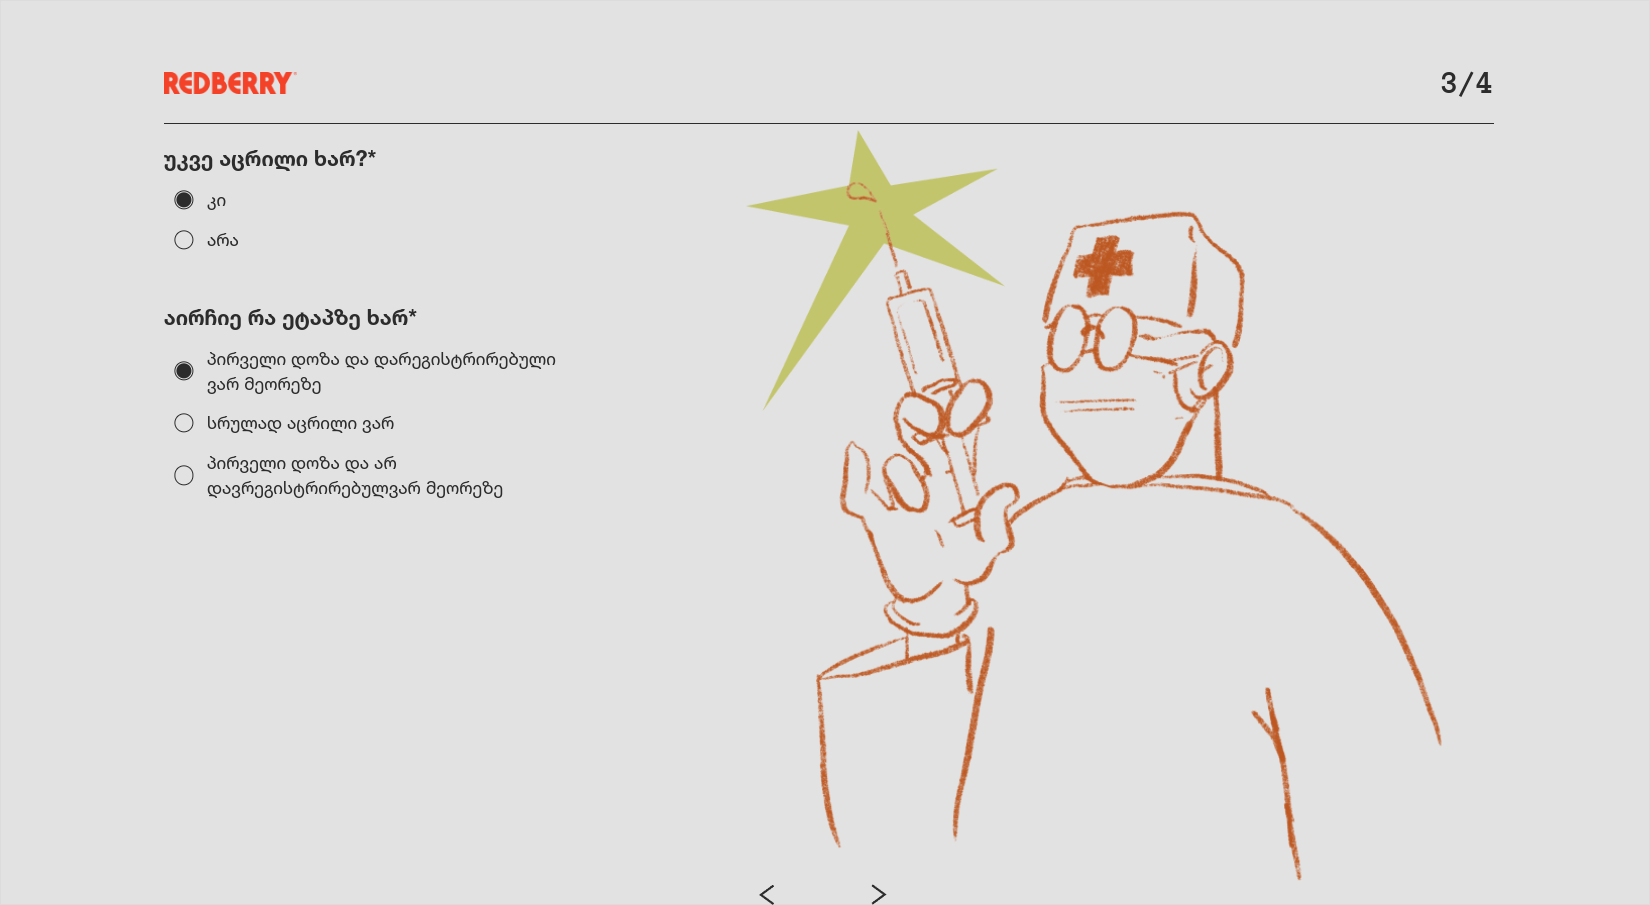 REDBERRY
3/4
უკვე აცრილი ხარ?*
კი
არა
აირჩიე რა ეტაპზე ხარ*
პირველი დოზა და დარეგისტრირებული
ვარ მეორეზე
სრულად აცრილი ვარ
პირველი დოზა და არ
დავრეგისტრირებულვარ მეორეზე